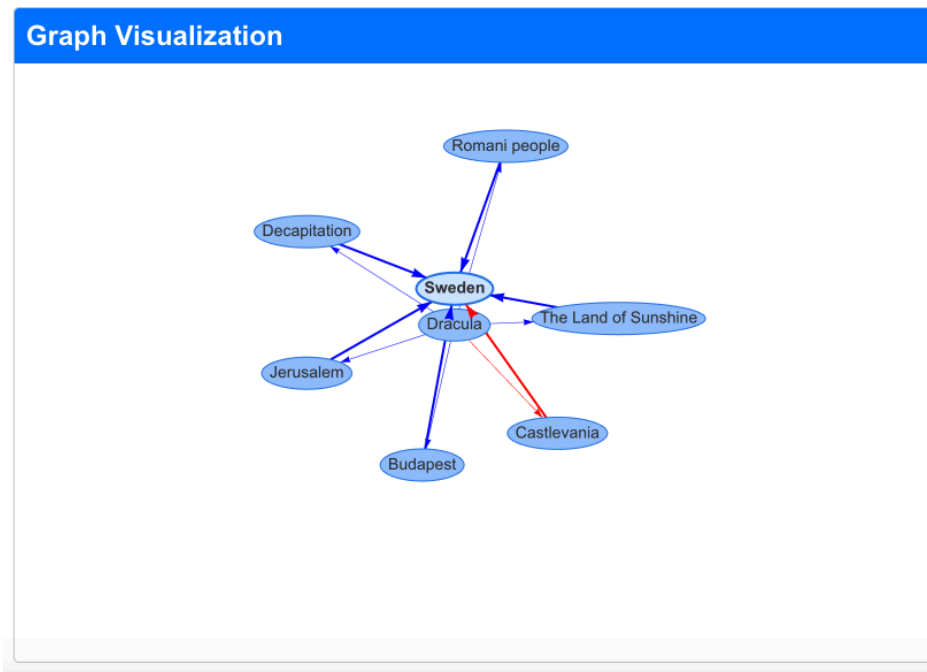 Graph Visualization
Romani people
Decapitation
Sweden
Dracula
The Land of Sunshine
Jerusalem
Castlevania
Budapest